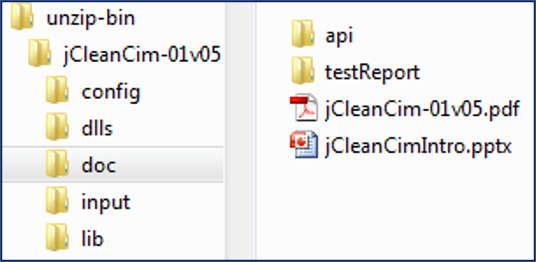 unzip-bin
jCleanCim-01v05
config
dlls
doc
input
lib
api
testReport
jCleanCim-01v05.pdf
jCleanCimIntro.pptx